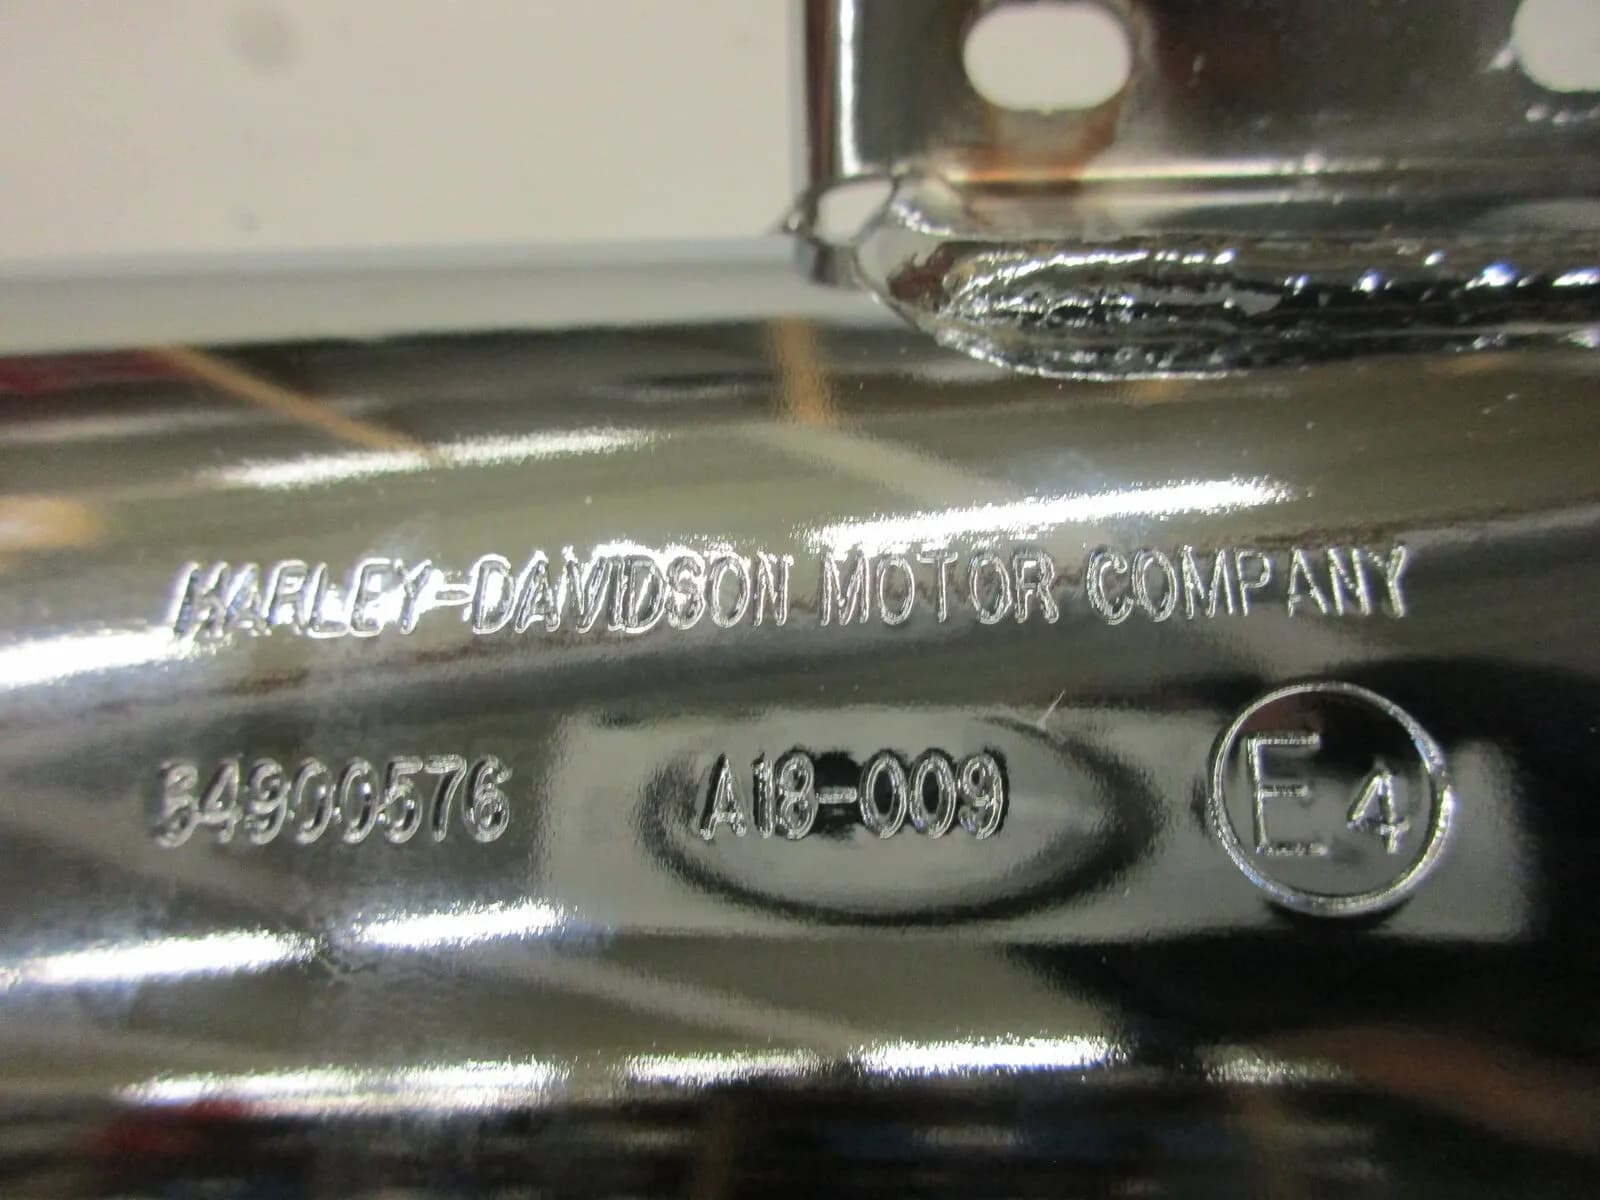 HARLEY-DAVIDSON MOTOR COMPANY
64900576 A18-009 E4